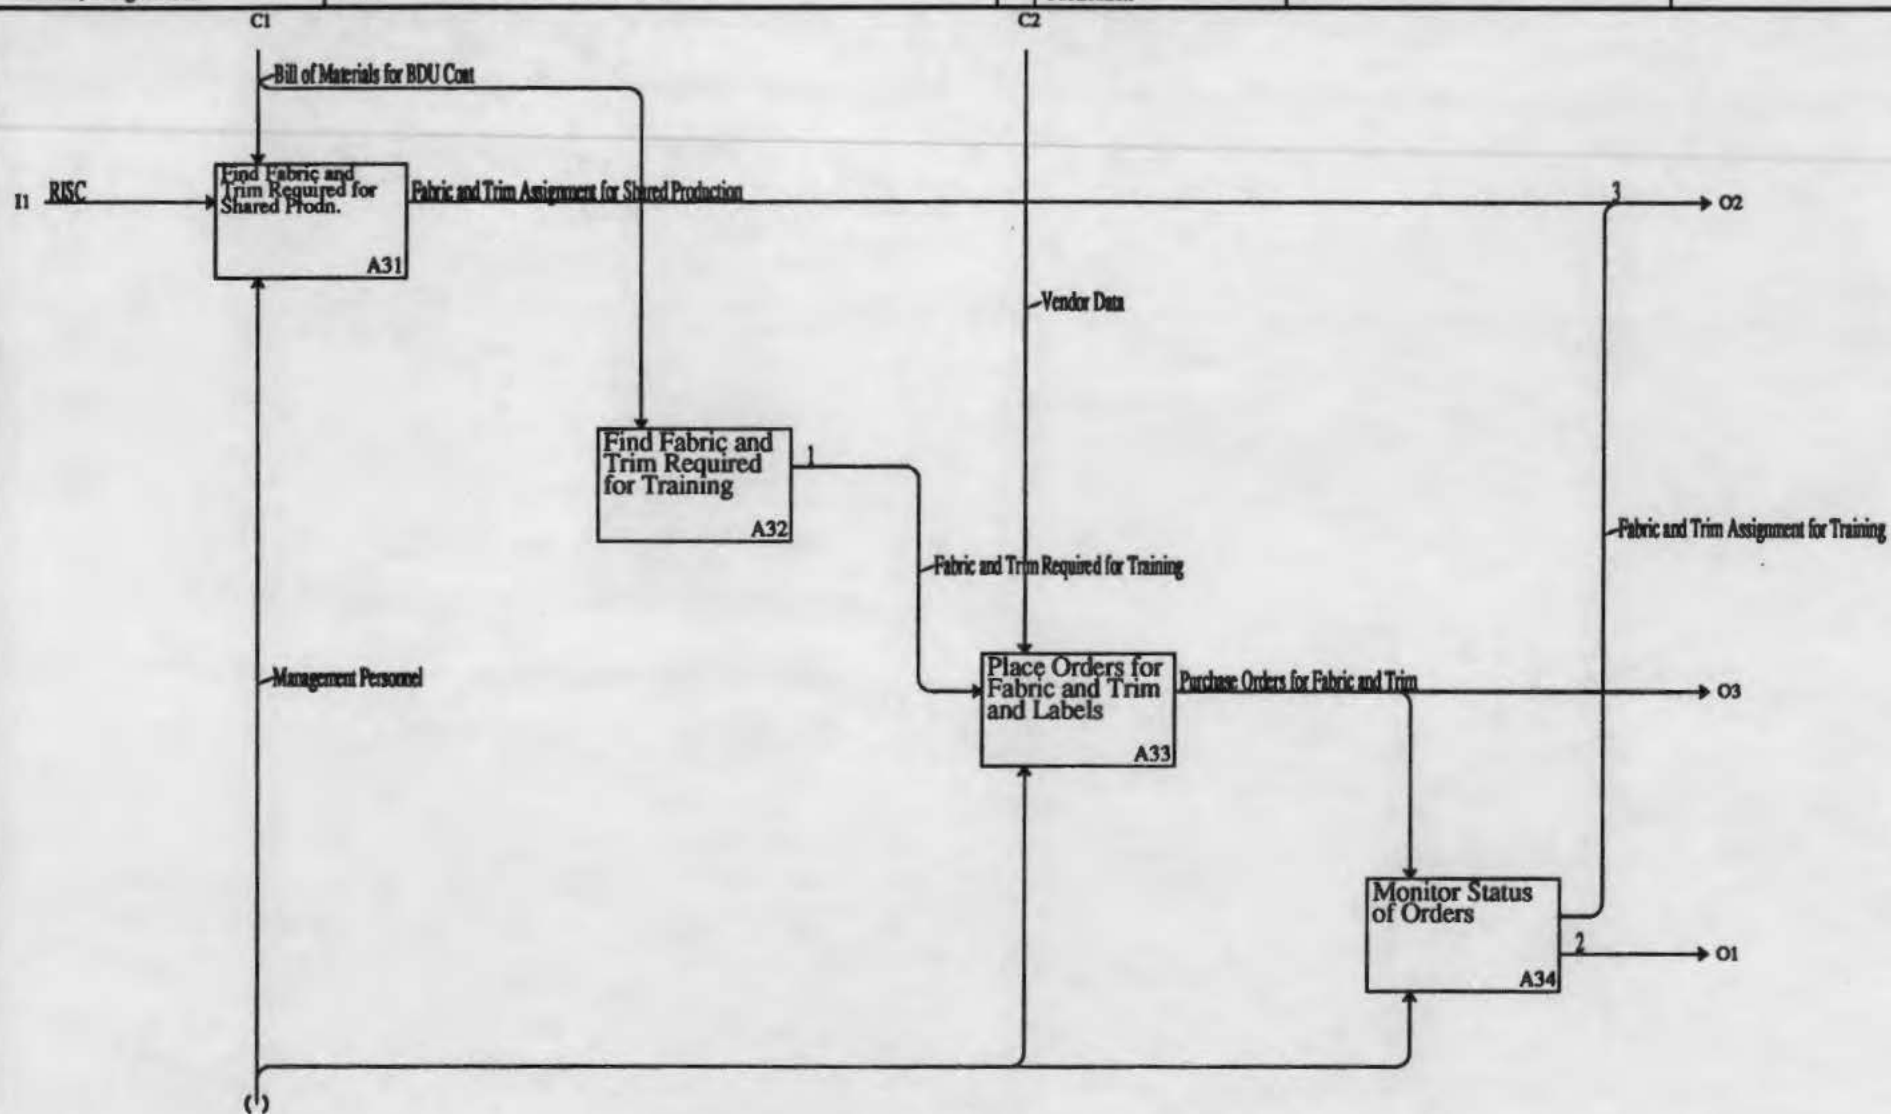 C1
C2
Bill of Materials for BDU Coat
I1
RISC
Find Fabric and
Trim Required for
Shared Prodn.
A31
Fabric and Trim Assignment for Shared Production
3
O2
Vendor Data
Find Fabric and
Trim Required
for Training
A32
1
Fabric and Trim Assignment for Training
Fabric and Trim Required for Training
Management Personnel
Place Orders for
Fabric and Trim
and Labels
A33
Purchase Orders for Fabric and Trim
O3
Monitor Status
of Orders
A34
2
O1
( )